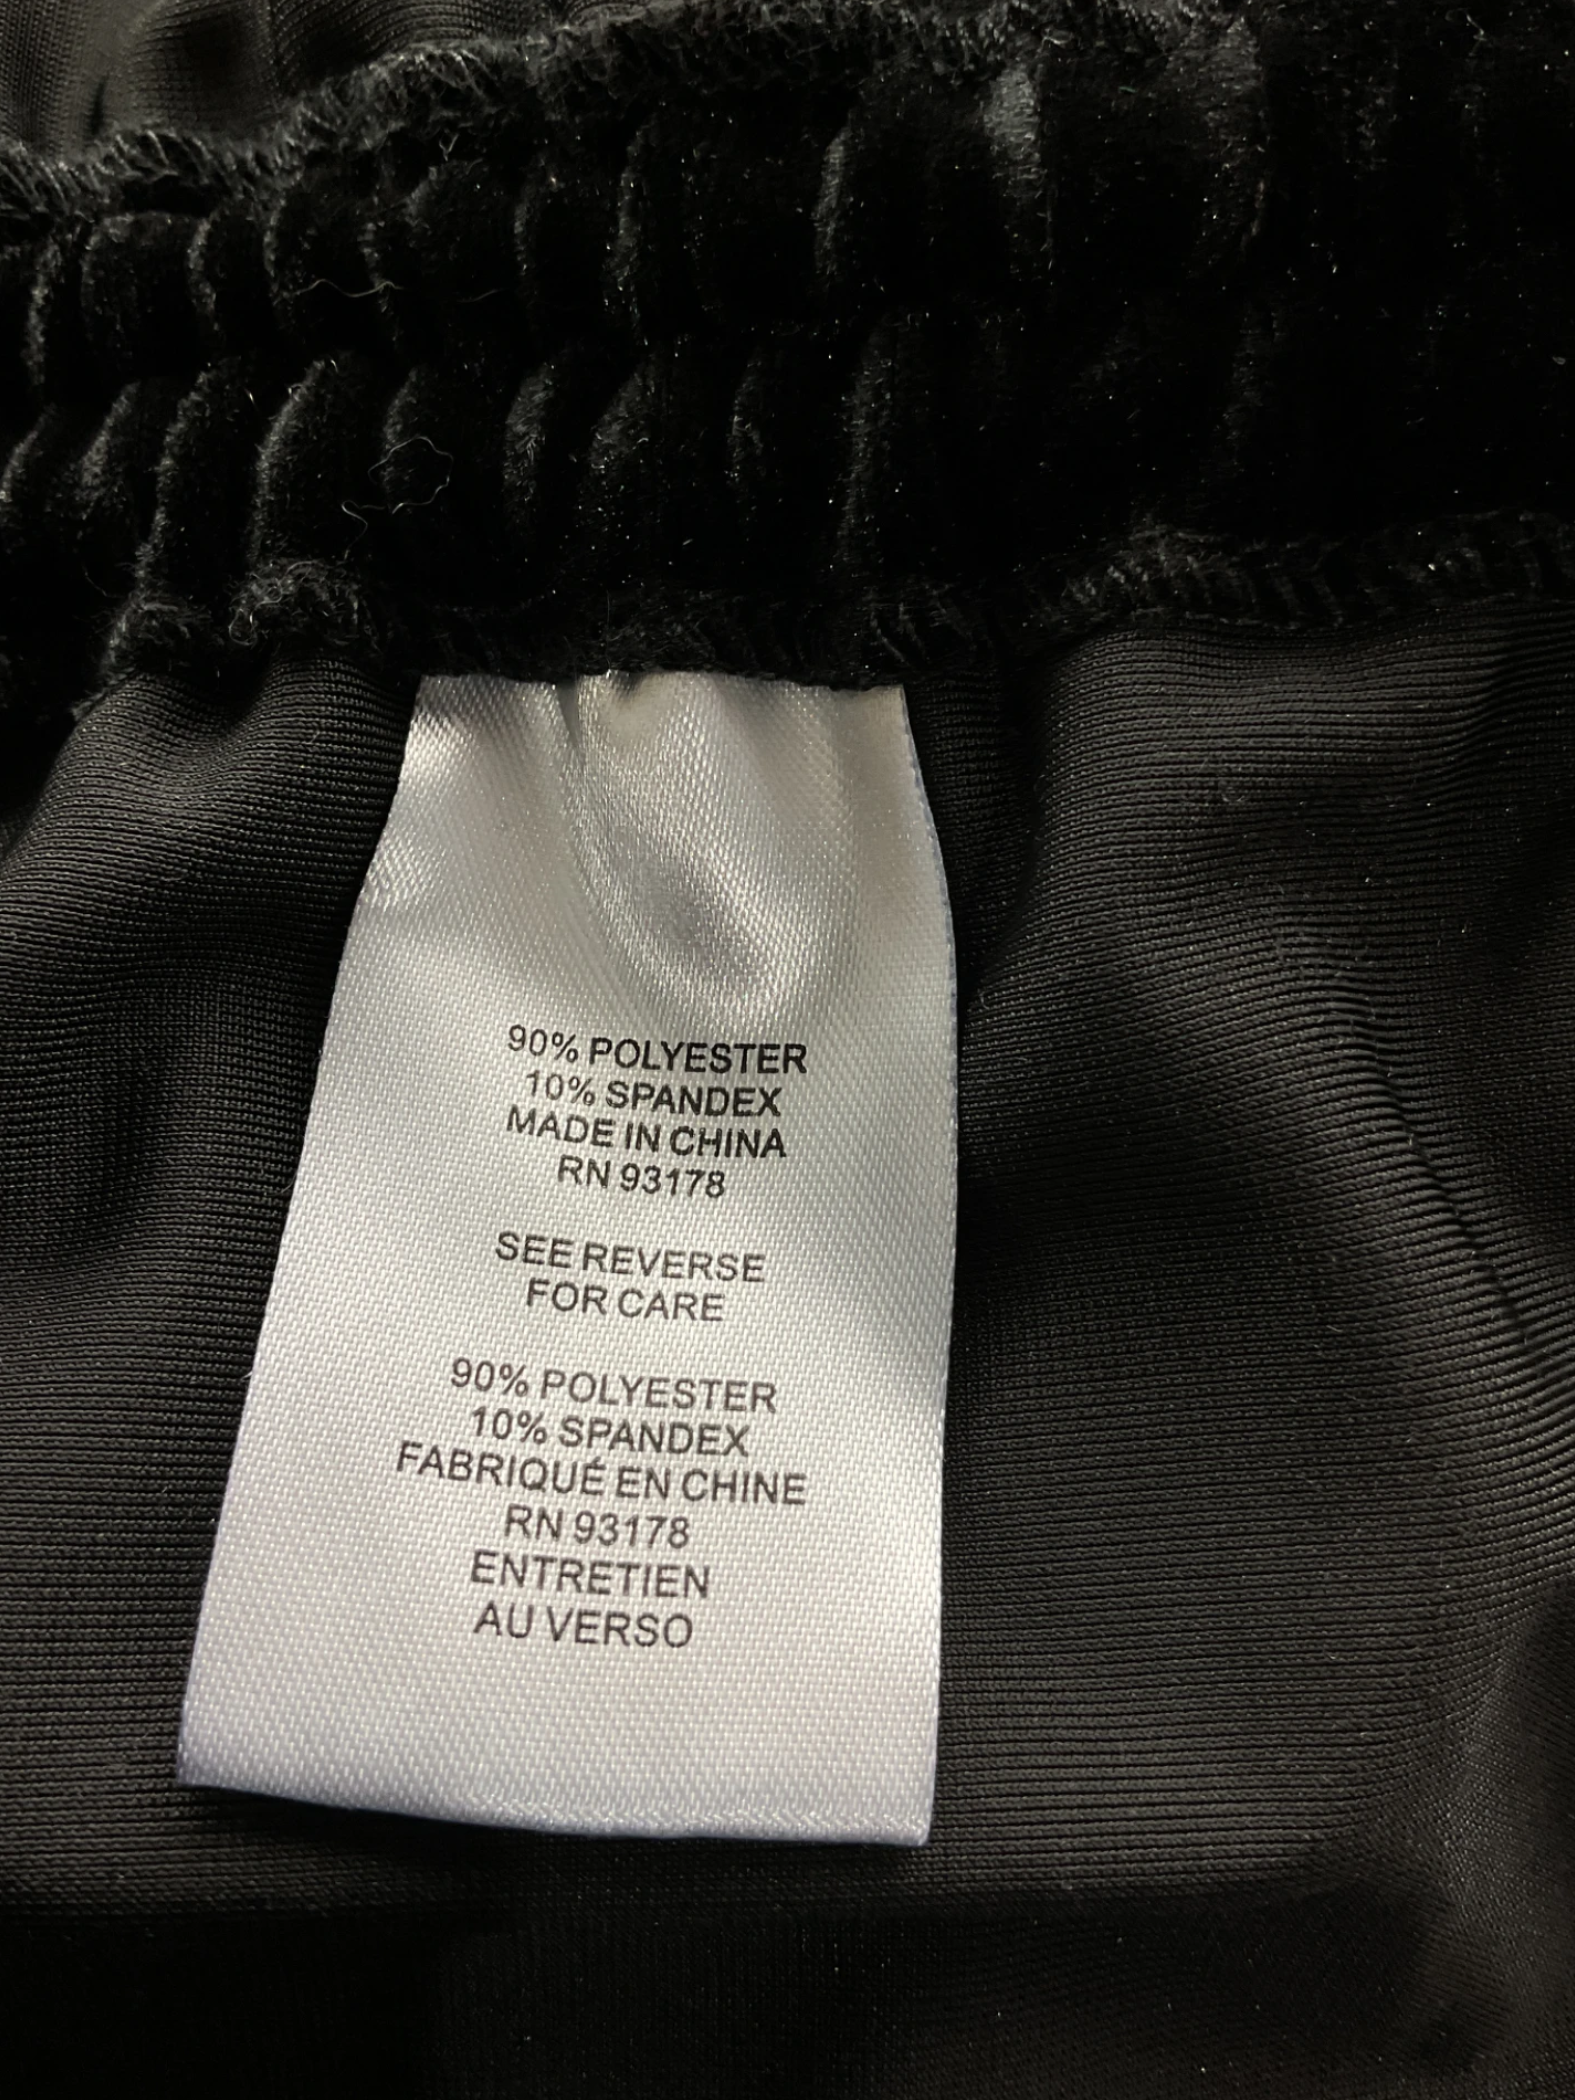 90% POLYESTER
10% SPANDEX
MADE IN CHINA
RN 93178
SEE REVERSE
FOR CARE
90% POLYESTER
10% SPANDEX
FABRIQUÉ EN CHINE
RN 93178
ENTRETIEN
AU VERSO